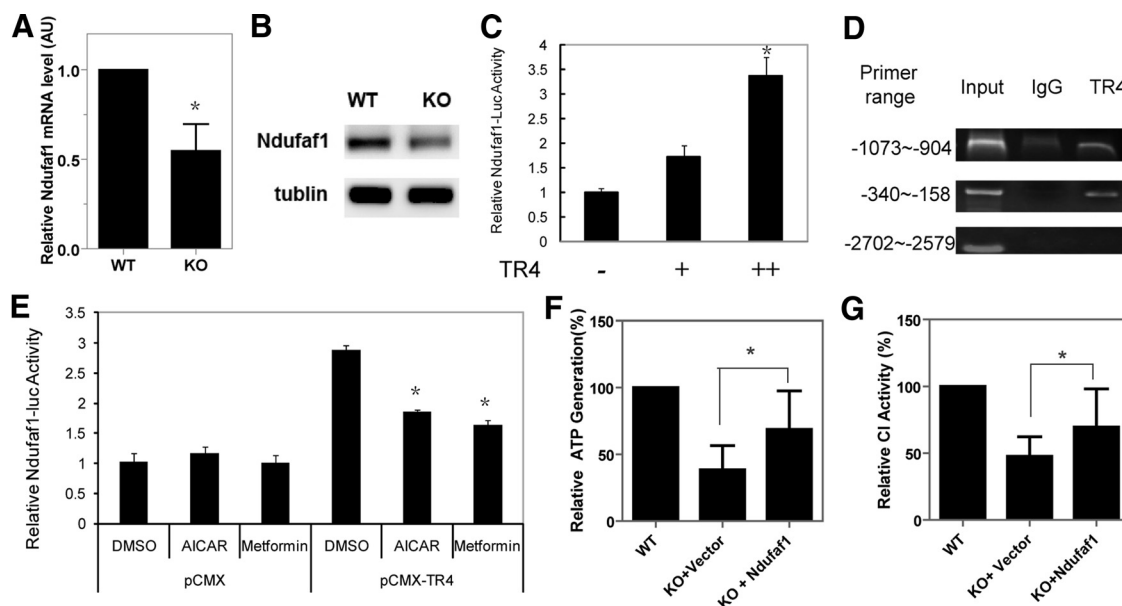 A
Relative Ndufaf1 mRNA level (AU)
1.0
0.5
0.0
*
WT
KO
B
WT KO
Ndufaf1
tublin
C
Relative Ndufaf1-Luc Activity
4
3.5
3
2.5
2
1.5
1
0.5
0
*
TR4 - + ++
D
Primer range
Input IgG TR4
-1073~-904
-340~-158
-2702~-2579
E
Relative Ndufaf1-luc Activity
3.5
3
2.5
2
1.5
1
0.5
0
* *
DMSO AICAR Metformin DMSO AICAR Metformin
pCMX pCMX-TR4
F
Relative ATP Generation(%)
150
100
50
0
*
WT
KO+Vector
KO + Ndufaf1
G
Relative CI Activity (%)
150
100
50
0
*
WT
KO+ Vector
KO+Ndufaf1